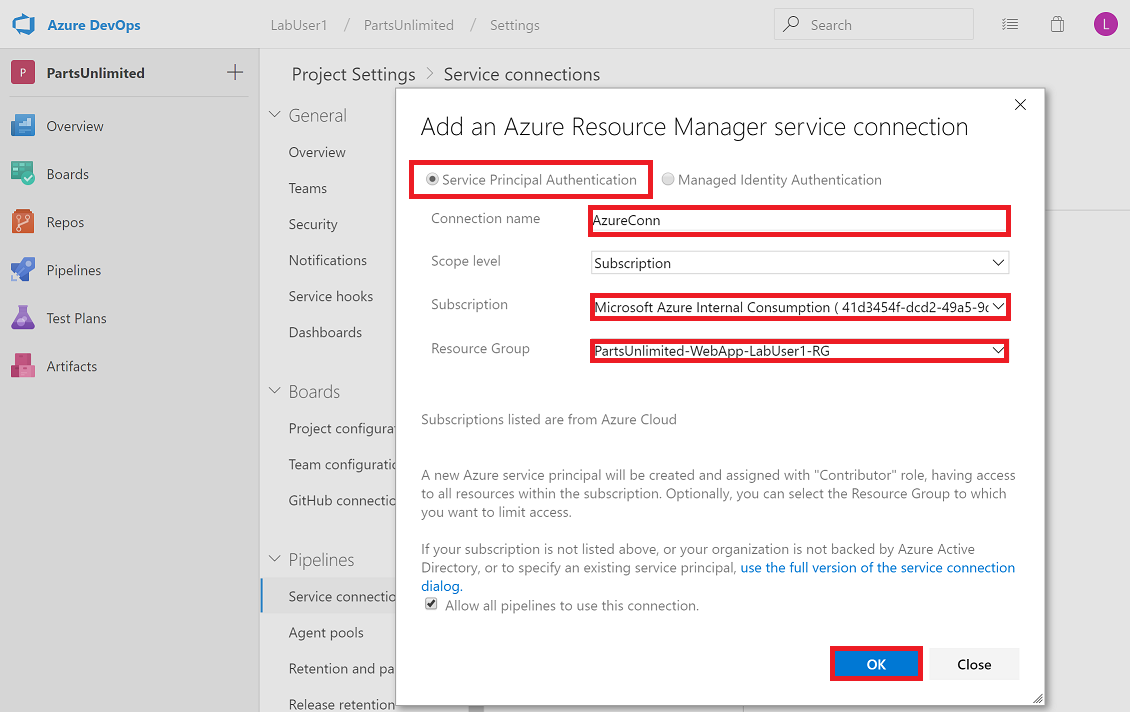 Azure DevOps
LabUser1 / PartsUnlimited / Settings
Search
L
P PartsUnlimited
Overview
Boards
Repos
Pipelines
Test Plans
Artifacts
Project Settings > Service connections
General
Overview
Teams
Security
Notifications
Service hooks
Dashboards
Boards
Project configura
Team configuratio
GitHub connectio
Pipelines
Service connectio
Agent pools
Retention and pa
Release retention
Add an Azure Resource Manager service connection
Service Principal Authentication Managed Identity Authentication
Connection name AzureConn
Scope level Subscription
Subscription Microsoft Azure Internal Consumption ( 41d3454f-dcd2-49a5-9c
Resource Group PartsUnlimited-WebApp-LabUser1-RG
Subscriptions listed are from Azure Cloud
A new Azure service principal will be created and assigned with "Contributor" role, having access
to all resources within the subscription. Optionally, you can select the Resource Group to which
you want to limit access.
If your subscription is not listed above, or your organization is not backed by Azure Active
Directory, or to specify an existing service principal, use the full version of the service connection
dialog.
Allow all pipelines to use this connection.
OK Close